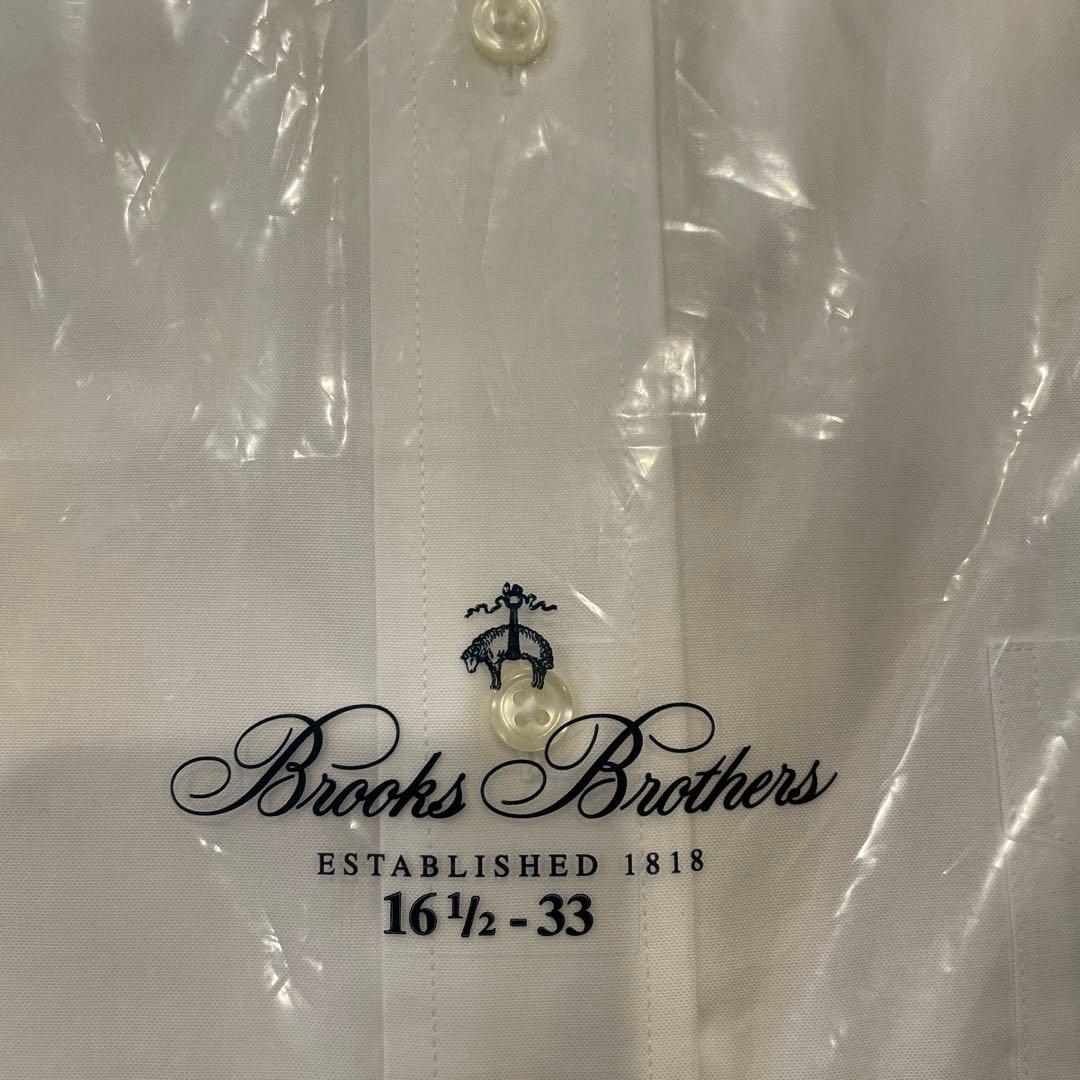 Brooks Brothers
ESTABLISHED 1818
16 1/2 - 33